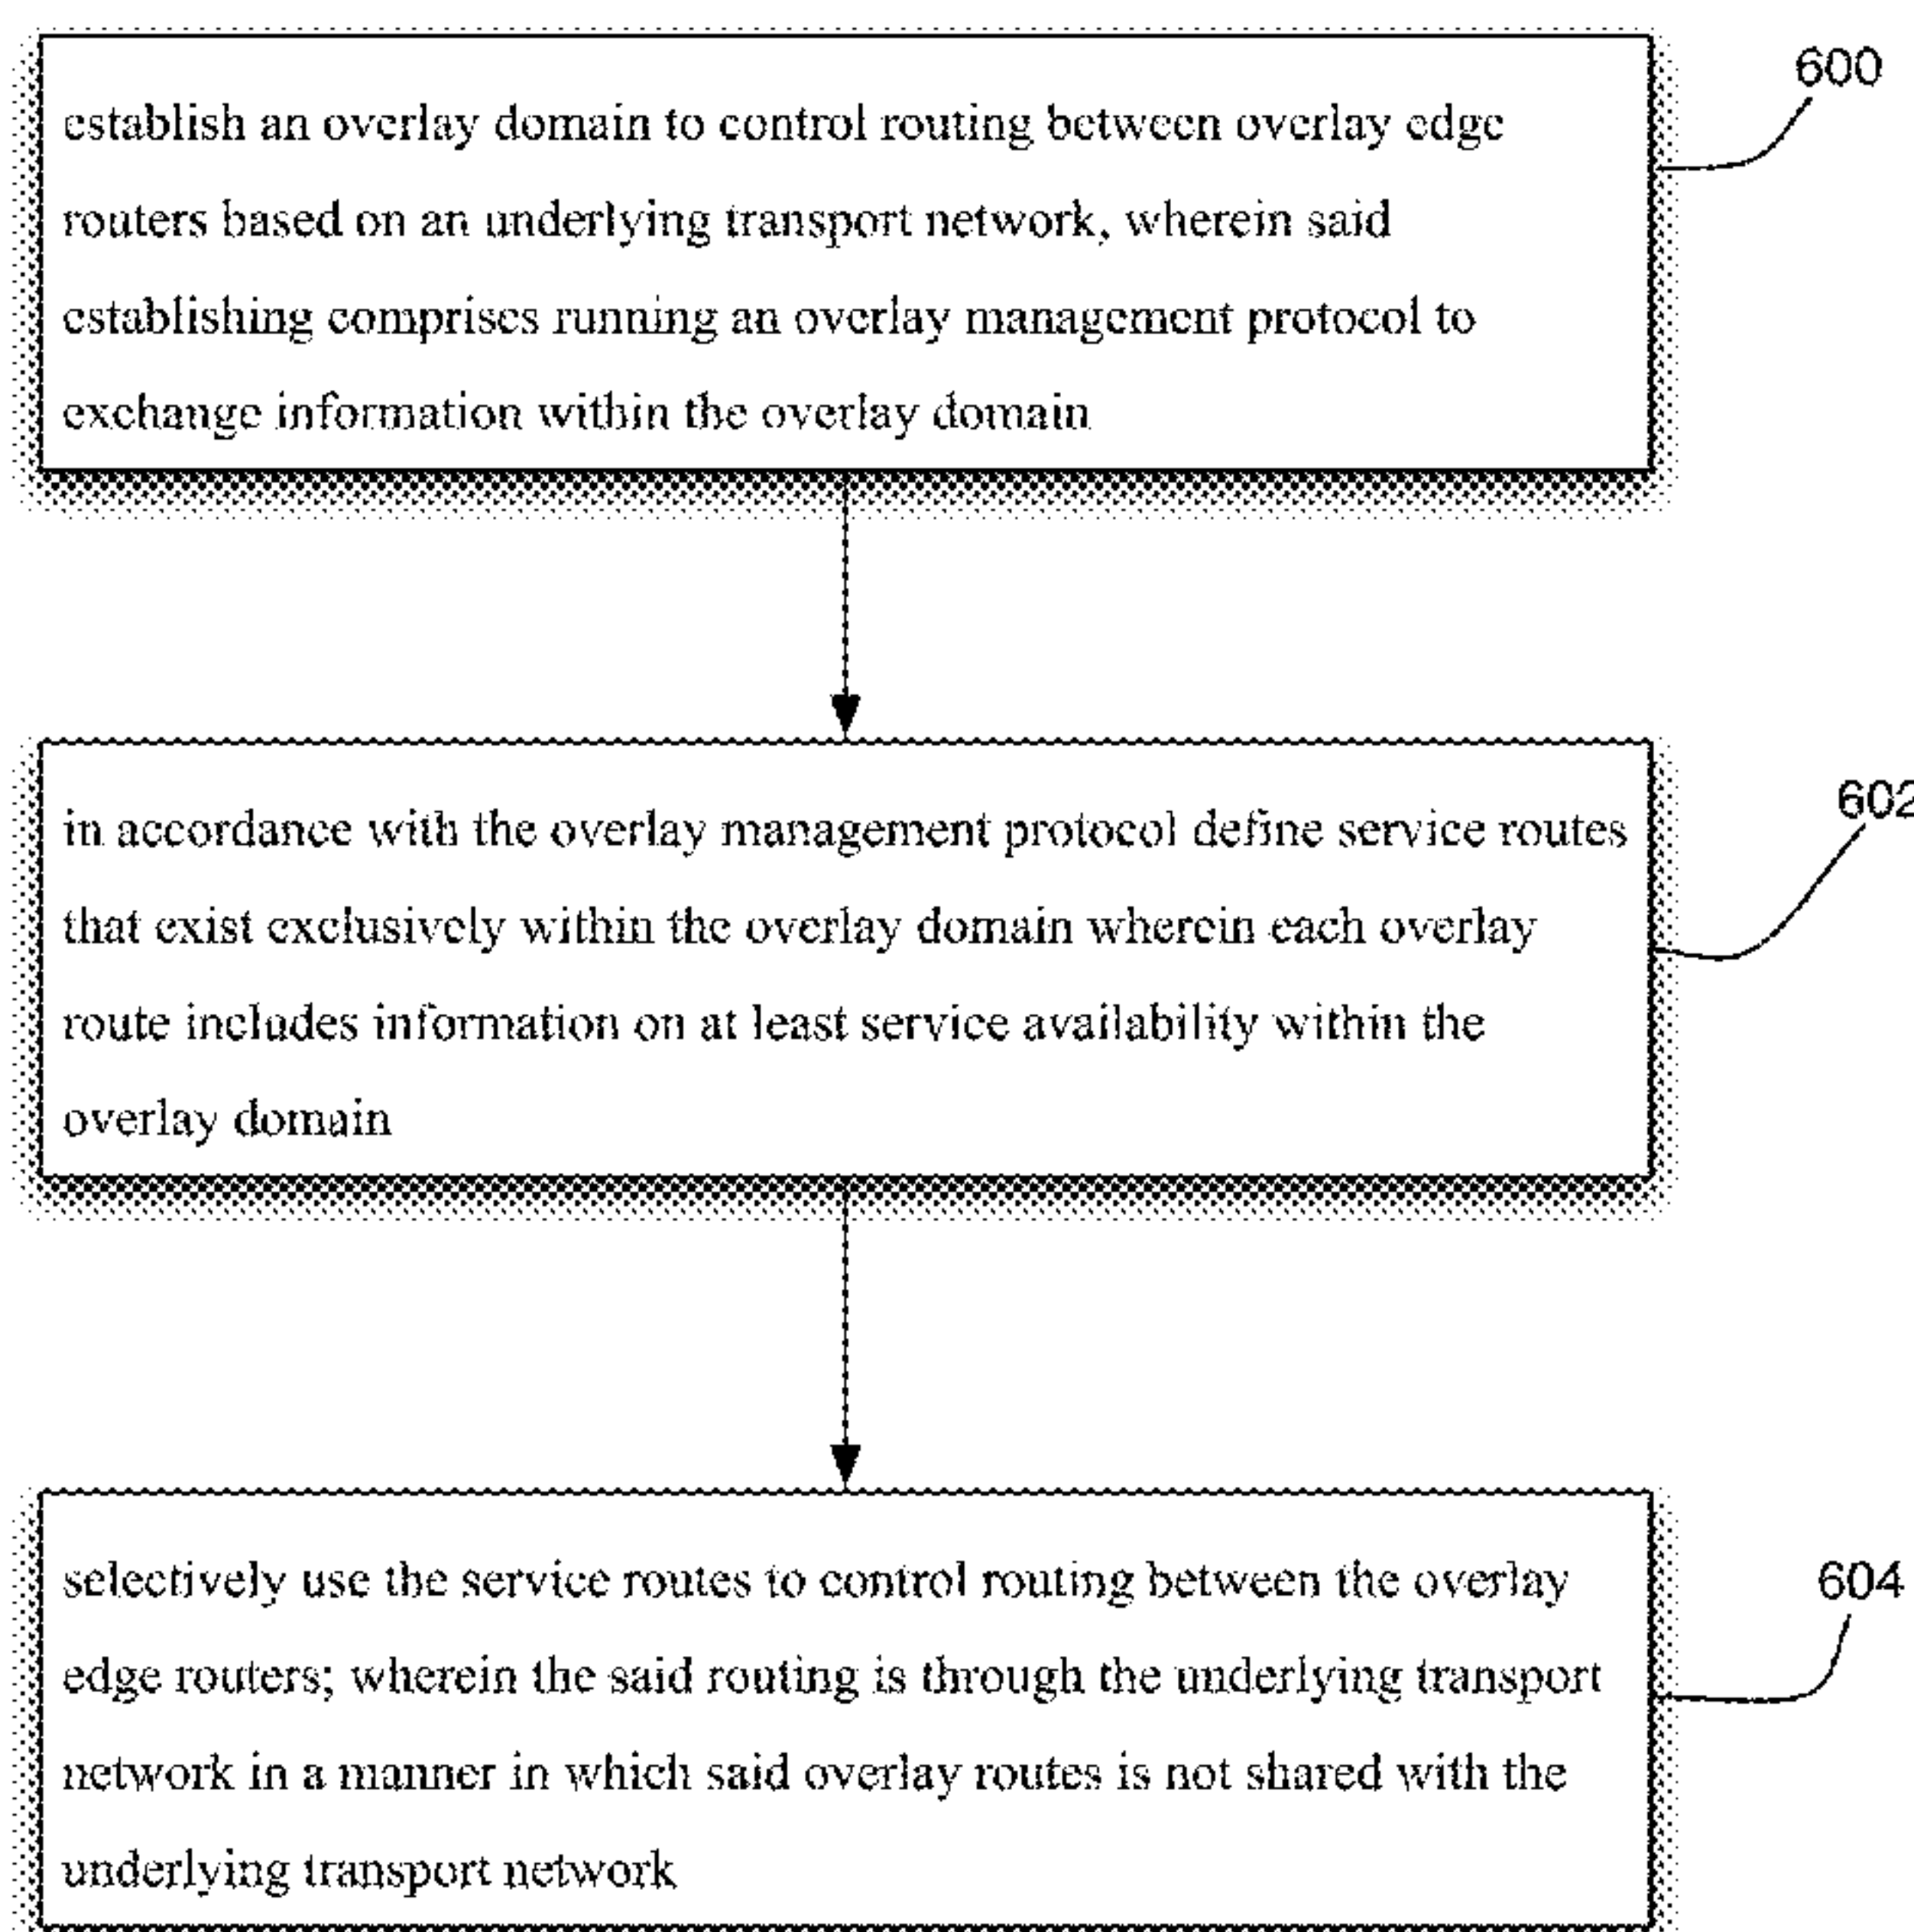 600
establish an overlay domain to control routing between overlay edge
routers based on an underlying transport network, wherein said
establishing comprises running an overlay management protocol to
exchange information within the overlay domain
602
in accordance with the overlay management protocol define service routes
that exist exclusively within the overlay domain wherein each overlay
route includes information on at least service availability within the
overlay domain
604
selectively use the service routes to control routing between the overlay
edge routers; wherein the said routing is through the underlying transport
network in a manner in which said overlay routes is not shared with the
underlying transport network